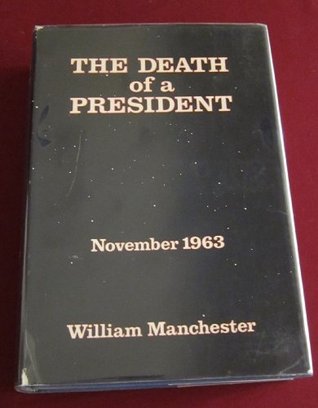 THE DEATH
of a
PRESIDENT
November 1963
William Manchester